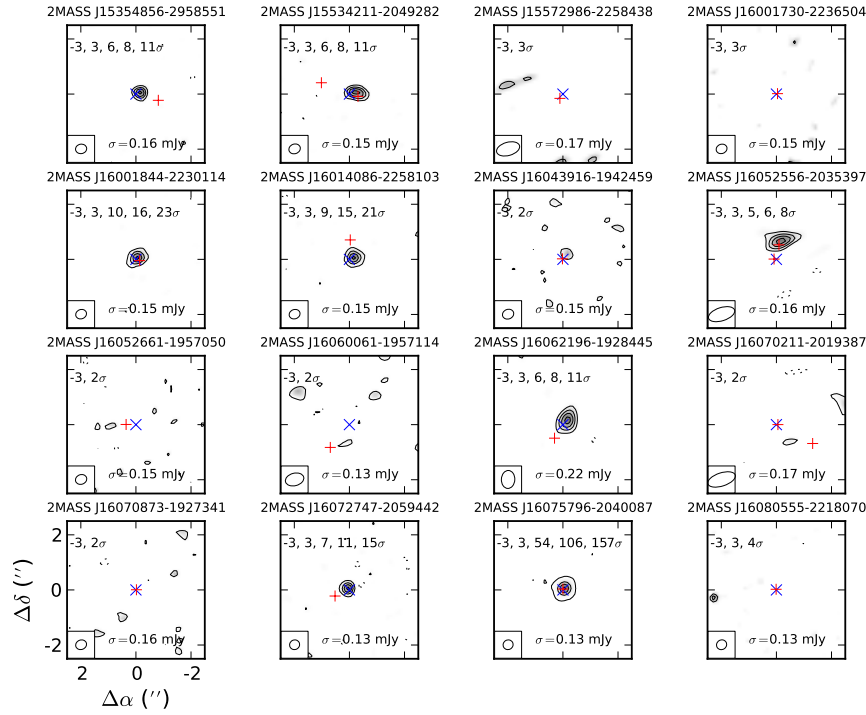 2MASS J15354856-2958551 2MASS J15534211-2049282 2MASS J15572986-2258438 2MASS J16001730-2236504
-3, 3, 6, 8, 11σ -3, 3, 6, 8, 11σ -3, 3σ -3, 3σ
σ=0.16 mJy σ=0.15 mJy σ=0.17 mJy σ=0.15 mJy
2MASS J16001844-2230114 2MASS J16014086-2258103 2MASS J16043916-1942459 2MASS J16052556-2035397
-3, 3, 10, 16, 23σ -3, 3, 9, 15, 21σ -3, 2σ -3, 3, 5, 6, 8σ
σ=0.15 mJy σ=0.15 mJy σ=0.15 mJy σ=0.16 mJy
2MASS J16052661-1957050 2MASS J16060061-1957114 2MASS J16062196-1928445 2MASS J16070211-2019387
-3, 2σ -3, 2σ -3, 3, 6, 8, 11σ -3, 2σ
σ=0.15 mJy σ=0.13 mJy σ=0.22 mJy σ=0.17 mJy
2MASS J16070873-1927341 2MASS J16072747-2059442 2MASS J16075796-2040087 2MASS J16080555-2218070
2
-3, 2σ -3, 3, 7, 11, 15σ -3, 3, 54, 106, 157σ -3, 3, 4σ
0
Δδ (′′)
σ=0.16 mJy σ=0.13 mJy σ=0.13 mJy σ=0.13 mJy
-2
2 0 -2
Δα (′′)